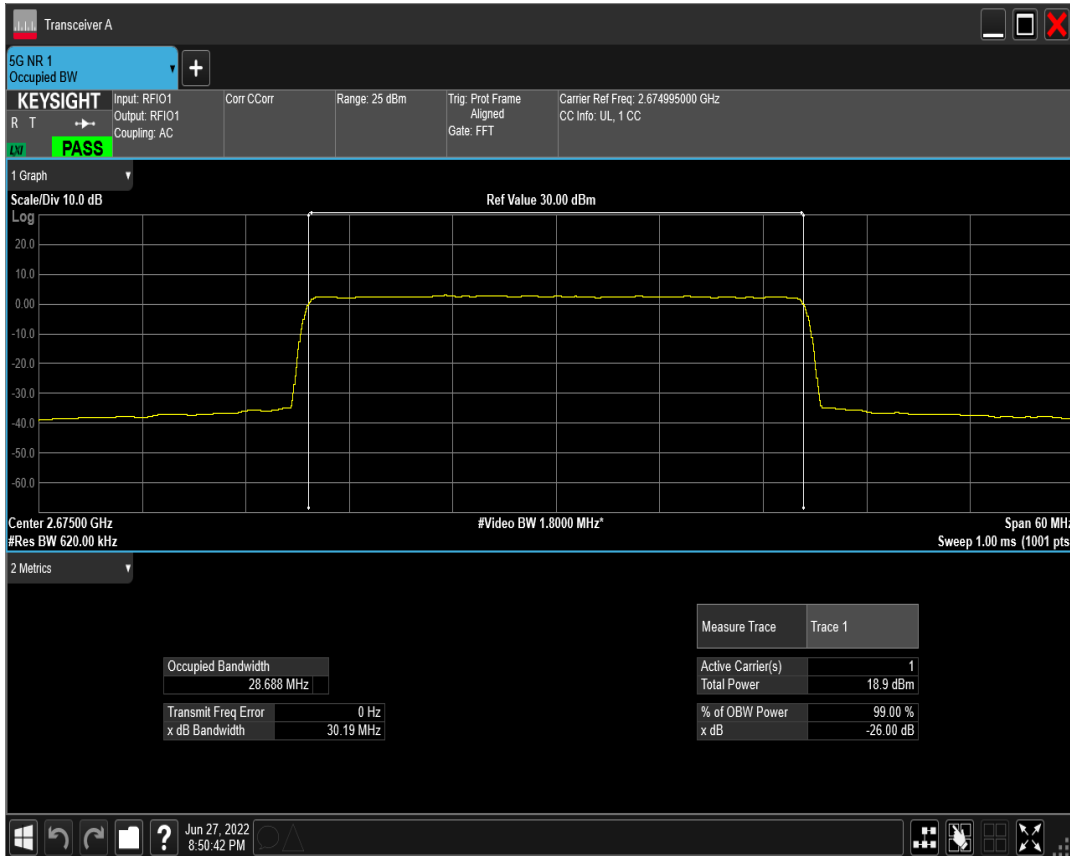 Transceiver A
5G NR 1
Occupied BW
+
KEYSIGHT
R T
LXI
PASS
Input: RFIO1
Output: RFIO1
Coupling: AC
Corr CCorr
Range: 25 dBm
Trig: Prot Frame
Aligned
Gate: FFT
Carrier Ref Freq: 2.674995000 GHz
CC Info: UL, 1 CC
1 Graph
Scale/Div 10.0 dB
Ref Value 30.00 dBm
Log
20.0
10.0
0.00
-10.0
-20.0
-30.0
-40.0
-50.0
-60.0
Center 2.67500 GHz
#Video BW 1.8000 MHz*
Span 60 MHz
#Res BW 620.00 kHz
Sweep 1.00 ms (1001 pts
2 Metrics
Measure Trace Trace 1
Occupied Bandwidth
28.688 MHz
Active Carrier(s) 1
Total Power 18.9 dBm
Transmit Freq Error 0 Hz
x dB Bandwidth 30.19 MHz
% of OBW Power 99.00 %
x dB -26.00 dB
?
Jun 27, 2022
8:50:42 PM